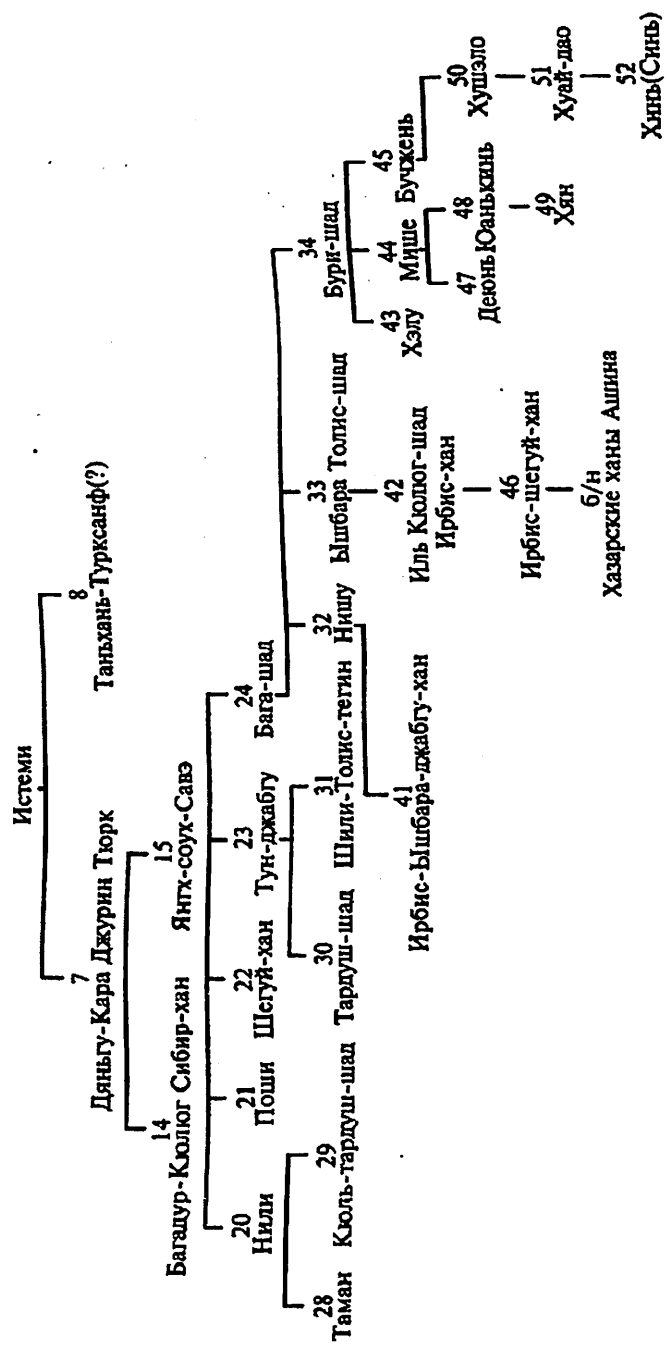 Истеми
7 8
Дяньгу-Кара Джурин Тюрк Таньхань-Турксанф(?)
14 15
Багадур-Кюлюг Сибир-хан Янгх-соух-Савэ
20 21 22 23 24
Нили Поши Шегуй-хан Тун-джабгу Бага-шад
28 29 30 31 32 33 34
Таман Кюль-тардуш-шад Тардуш-шад Шили-Толис-тегин Нишу Ышбара Толис-шад Бури-шад
41 42 43 44 45
Ирбис-Ышбара-джабгу-хан Иль Кюлюг-шад Хэлу Мише Бучжень
Ирбис-хан
46 47 48 50
Ирбис-шегуй-хан Деюнь Юанькинь Хушэло
б/н 49 51
Хазарские ханы Ашина Хян Хуай-дао
52
Хинь(Синь)